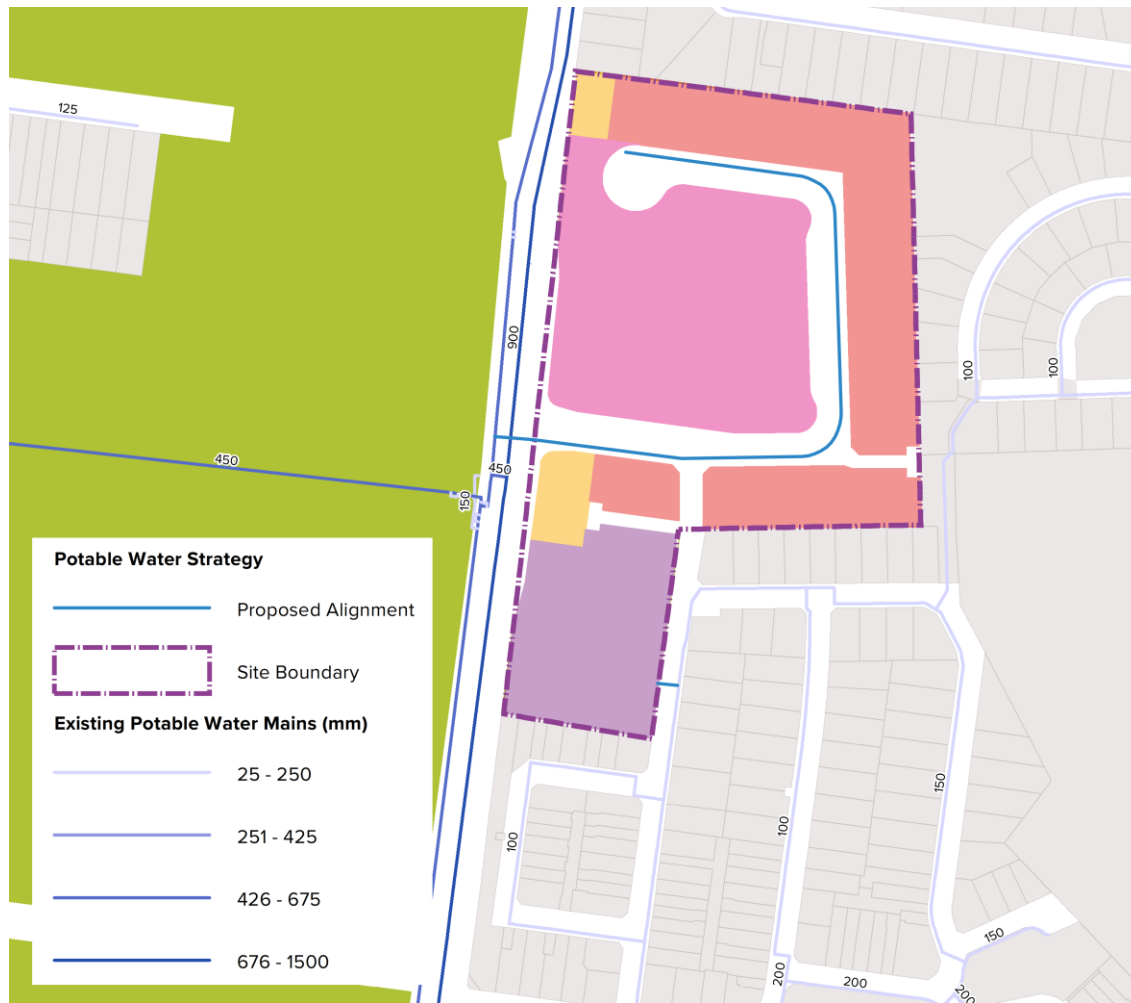 125
900
100
100
450
450
150
Potable Water Strategy
Proposed Alignment
Site Boundary
Existing Potable Water Mains (mm)
25 - 250
251 - 425
426 - 675
676 - 1500
150
100
100
150
200
200
200